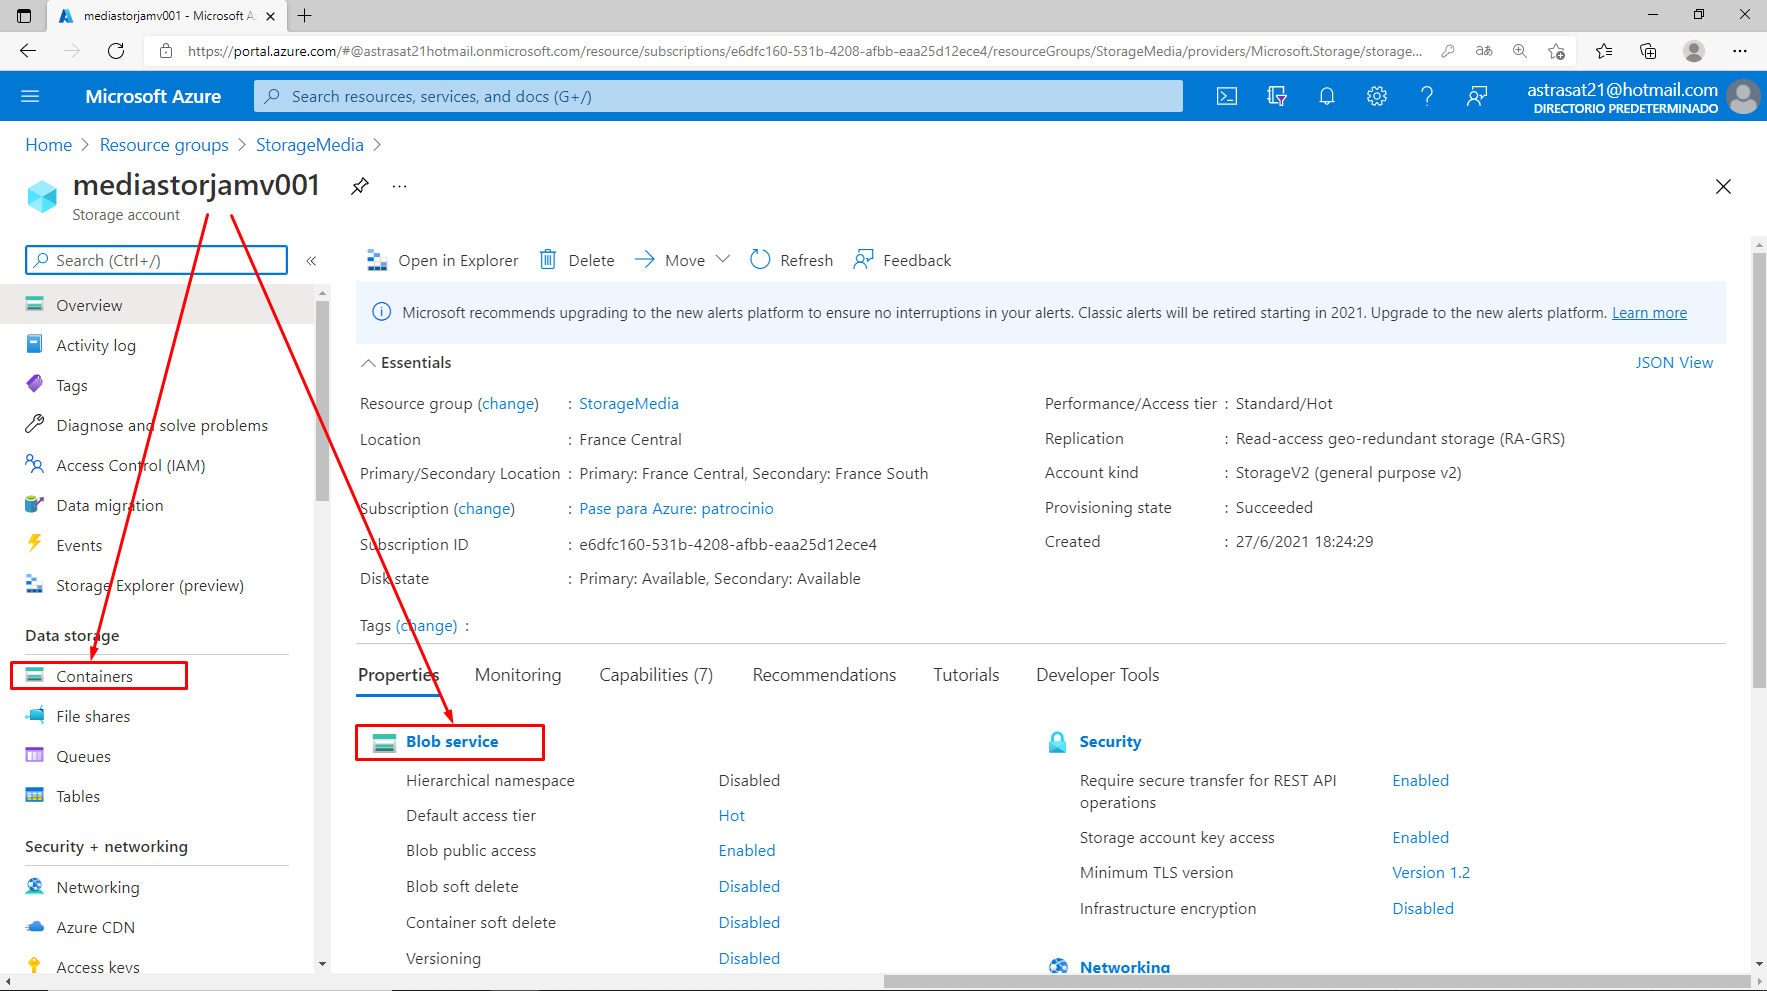 mediastorjamv001 - Microsoft Az
https://portal.azure.com/#@astrasat21hotmail.onmicrosoft.com/resource/subscriptions/e6dfc160-531b-4208-afbb-eaa25d12ece4/resourceGroups/StorageMedia/providers/Microsoft.Storage/storage...
Microsoft Azure
Search resources, services, and docs (G+/)
astrasat21@hotmail.com
DIRECTORIO PREDETERMINADO
Home > Resource groups > StorageMedia >
mediastorjamv001
Storage account
Search (Ctrl+/)
Overview
Activity log
Tags
Diagnose and solve problems
Access Control (IAM)
Data migration
Events
Storage Explorer (preview)
Data storage
Containers
File shares
Queues
Tables
Security + networking
Networking
Azure CDN
Access keys
Open in Explorer Delete Move Refresh Feedback
Microsoft recommends upgrading to the new alerts platform to ensure no interruptions in your alerts. Classic alerts will be retired starting in 2021. Upgrade to the new alerts platform. Learn more
Essentials
JSON View
Resource group (change) : StorageMedia
Location : France Central
Primary/Secondary Location : Primary: France Central, Secondary: France South
Subscription (change) : Pase para Azure: patrocinio
Subscription ID : e6dfc160-531b-4208-afbb-eaa25d12ece4
Disk state : Primary: Available, Secondary: Available
Performance/Access tier : Standard/Hot
Replication : Read-access geo-redundant storage (RA-GRS)
Account kind : StorageV2 (general purpose v2)
Provisioning state : Succeeded
Created : 27/6/2021 18:24:29
Tags (change) :
Properties Monitoring Capabilities (7) Recommendations Tutorials Developer Tools
Blob service
Hierarchical namespace Disabled
Default access tier Hot
Blob public access Enabled
Blob soft delete Disabled
Container soft delete Disabled
Versioning Disabled
Security
Require secure transfer for REST API operations Enabled
Storage account key access Enabled
Minimum TLS version Version 1.2
Infrastructure encryption Disabled
Networking